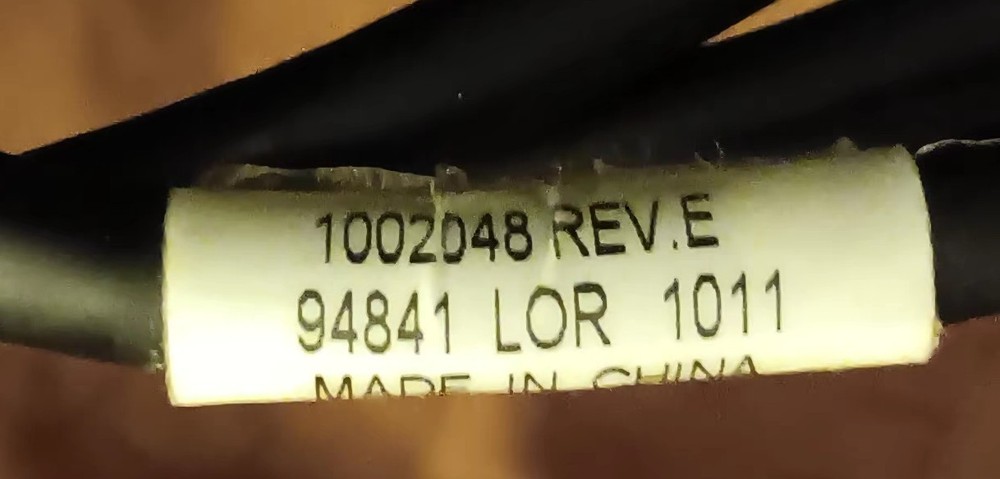 1002048 REV.E
94841 LOR 1011
MADE IN CHINA